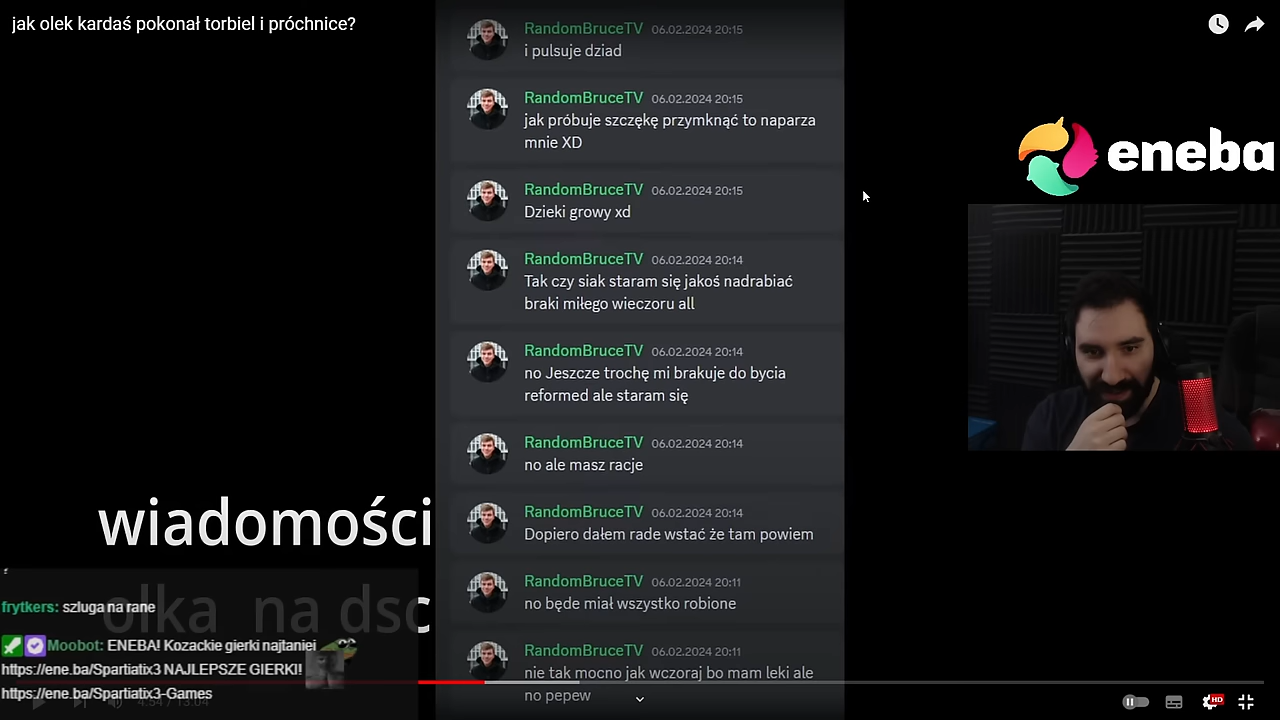 jak olek kardaś pokonał torbiel i próchnice?
RandomBruceTV 06.02.2024 20:15
i pulsuje dziad
RandomBruceTV 06.02.2024 20:15
jak próbuje szczękę przymknąć to naparza
mnie XD
RandomBruceTV 06.02.2024 20:15
Dzieki growy xd
RandomBruceTV 06.02.2024 20:14
Tak czy siak staram się jakoś nadrabiać
braki miłego wieczoru all
RandomBruceTV 06.02.2024 20:14
no Jeszcze trochę mi brakuje do bycia
reformed ale staram się
RandomBruceTV 06.02.2024 20:14
no ale masz racje
RandomBruceTV 06.02.2024 20:14
Dopiero dałem rade wstać że tam powiem
RandomBruceTV 06.02.2024 20:11
no będe miał wszystko robione
RandomBruceTV 06.02.2024 20:11
nie tak mocno jak wczoraj bo mam leki ale
no pepew
eneba
wiadomości
olka na dsc
?
frytkers: szluga na rane
Moobot: ENEBA! Kozackie gierki najtaniej
https://ene.ba/Spartiatix3 NAJLEPSZE GIERKI!
https://ene.ba/Spartiatix3-Games
4:54 / 13:04
HD